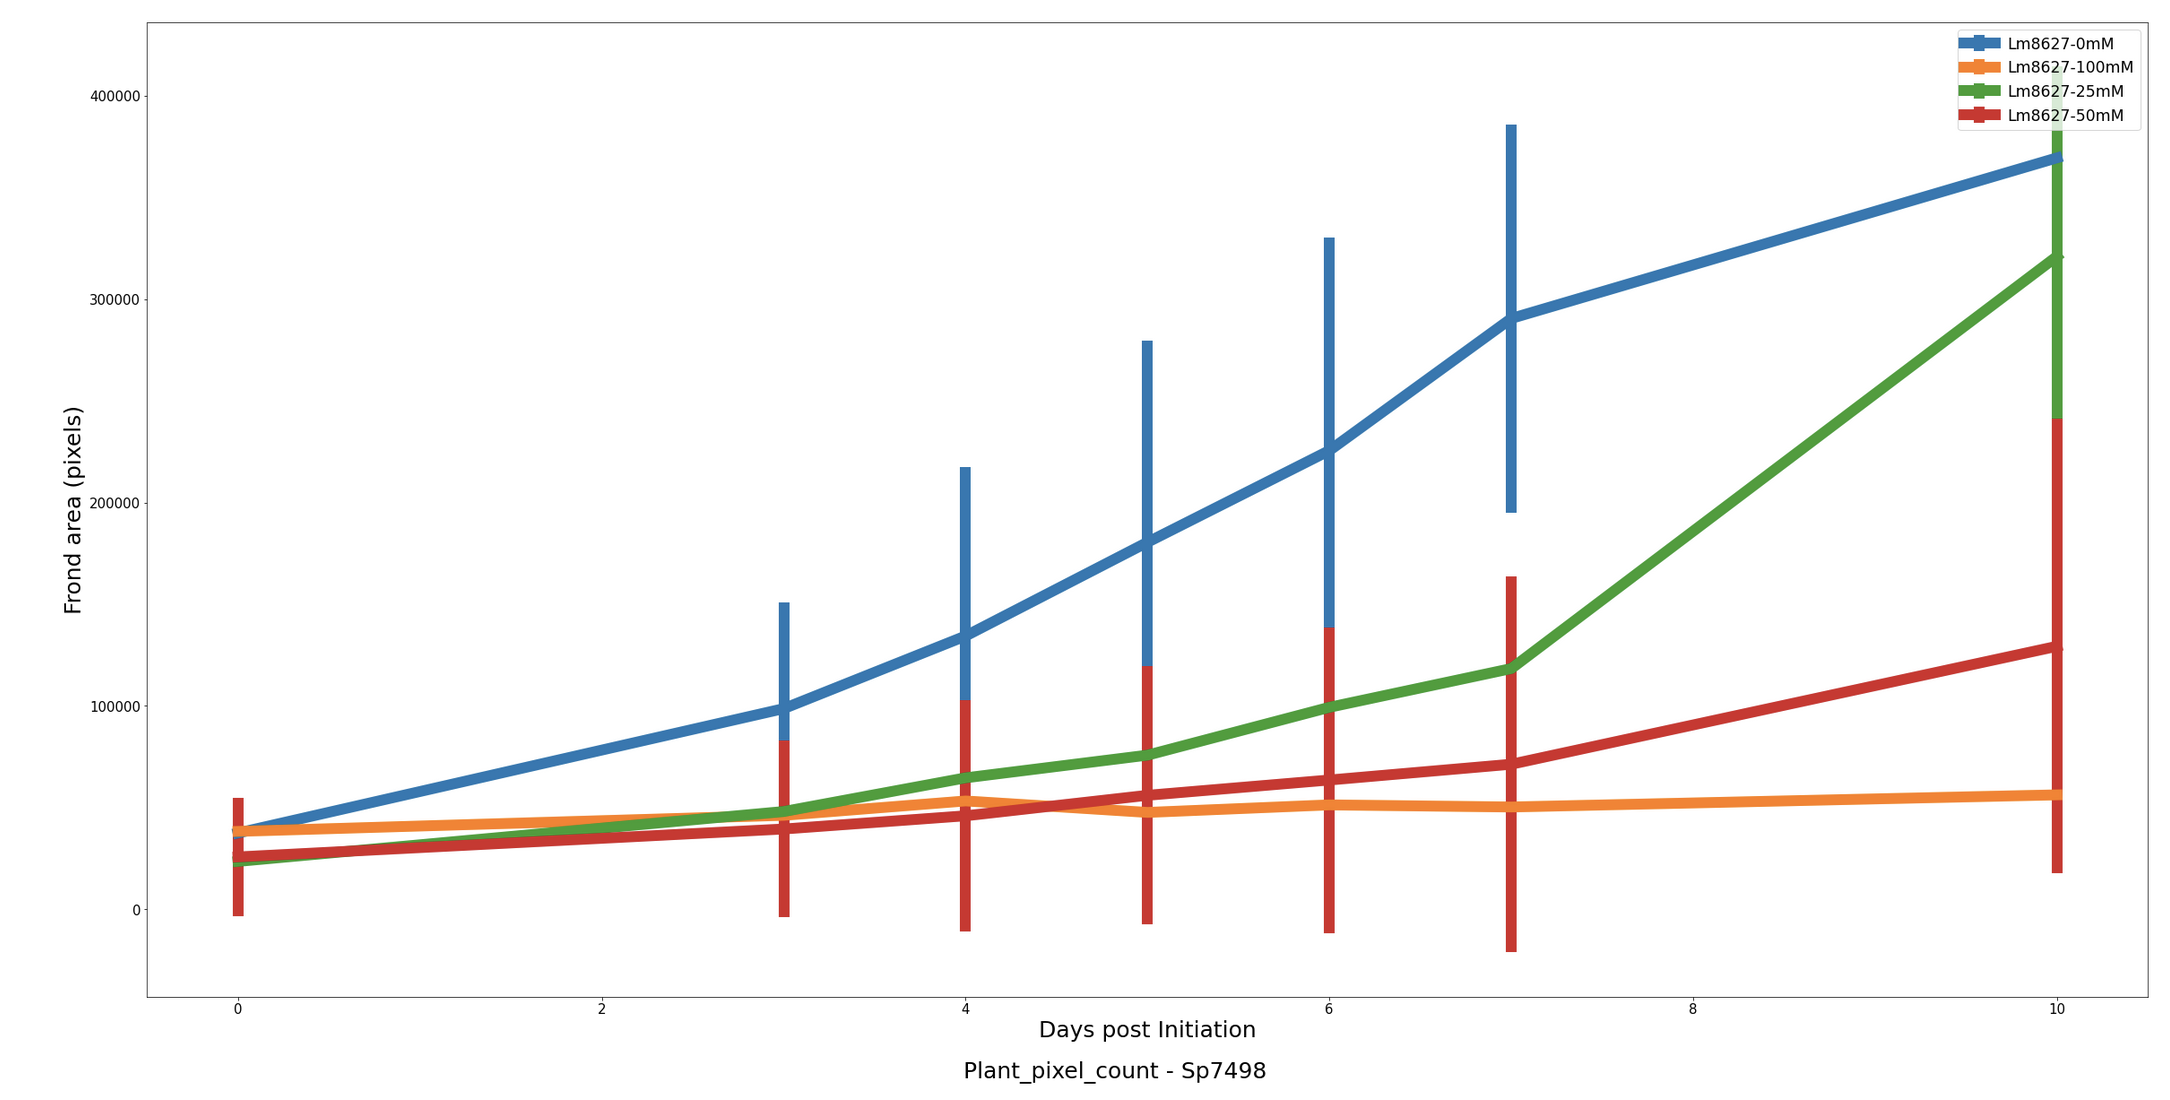 Lm8627-0mM
Lm8627-100mM
Lm8627-25mM
Lm8627-50mM
400000
300000
200000
100000
0
Frond area (pixels)
0 2 4 6 8 10
Days post Initiation
Plant_pixel_count - Sp7498